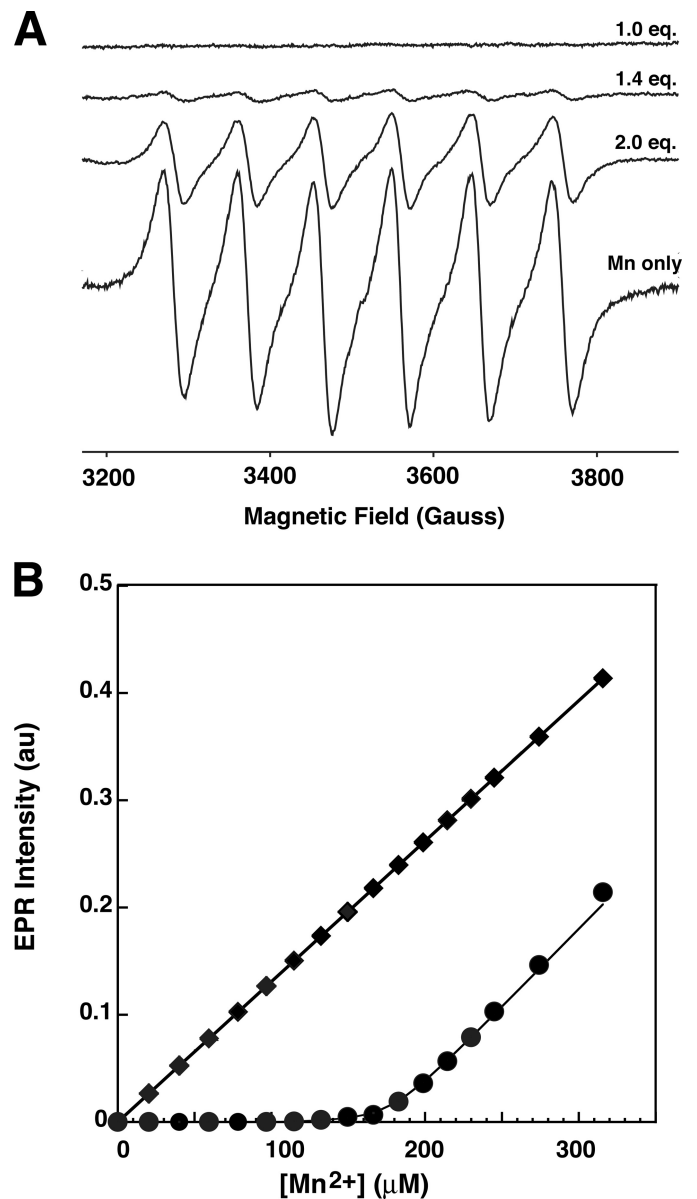 A
1.0 eq.
1.4 eq.
2.0 eq.
Mn only
3200 3400 3600 3800
Magnetic Field (Gauss)
B
0.5
0.4
0.3
0.2
0.1
0
EPR Intensity (au)
0 100 200 300
[Mn2+] (μM)